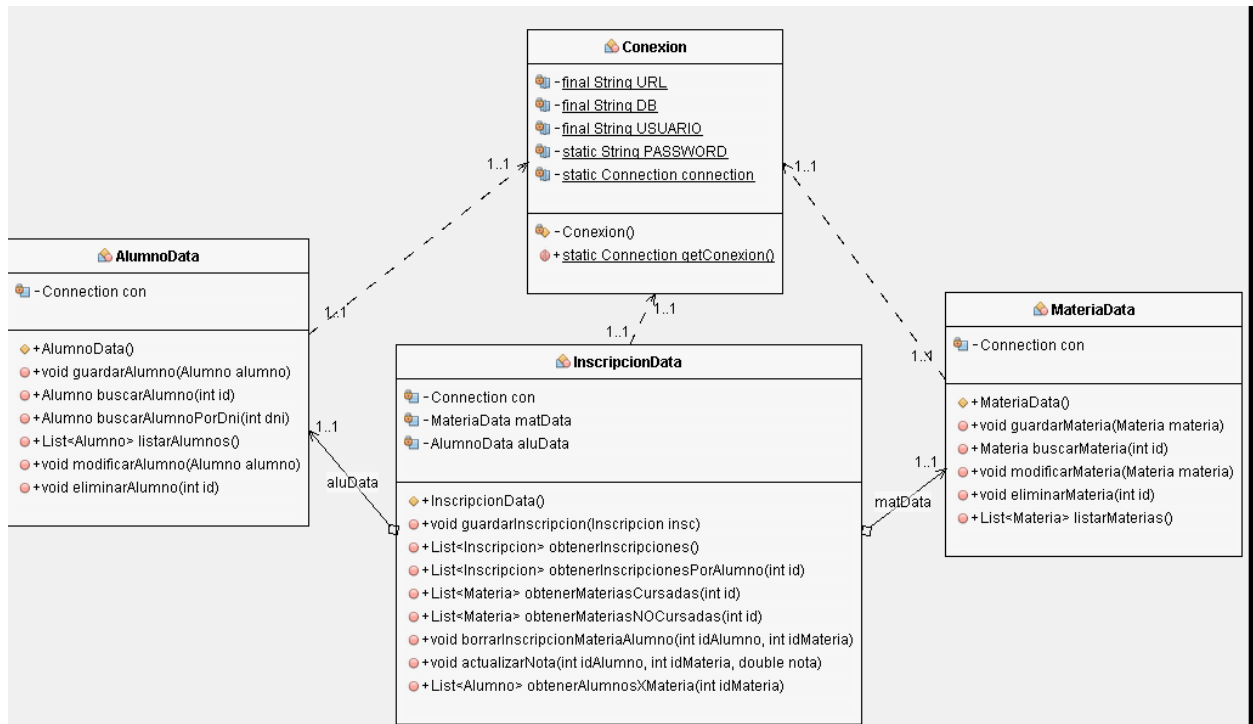 Conexion
-final String URL
-final String DB
-final String USUARIO
-static String PASSWORD
-static Connection connection
-Conexion()
+static Connection getConexion()
1..1
1..1
AlumnoData
-Connection con
+AlumnoData()
+void guardarAlumno(Alumno alumno)
+Alumno buscarAlumno(int id)
+Alumno buscarAlumnoPorDni(int dni)
+List<Alumno> listarAlumnos()
+void modificarAlumno(Alumno alumno)
+void eliminarAlumno(int id)
1..1
1..1
1..1
1..1
MateriaData
-Connection con
+MateriaData()
+void guardarMateria(Materia materia)
+Materia buscarMateria(int id)
+void modificarMateria(Materia materia)
+void eliminarMateria(int id)
+List<Materia> listarMaterias()
InscripcionData
-Connection con
-MateriaData matData
-AlumnoData aluData
+InscripcionData()
+void guardarInscripcion(Inscripcion insc)
+List<Inscripcion> obtenerInscripciones()
+List<Inscripcion> obtenerInscripcionesPorAlumno(int id)
+List<Materia> obtenerMateriasCursadas(int id)
+List<Materia> obtenerMateriasNOCursadas(int id)
+void borrarInscripcionMateriaAlumno(int idAlumno, int idMateria)
+void actualizarNota(int idAlumno, int idMateria, double nota)
+List<Alumno> obtenerAlumnosXMateria(int idMateria)
1..1
aluData
1..1
matData